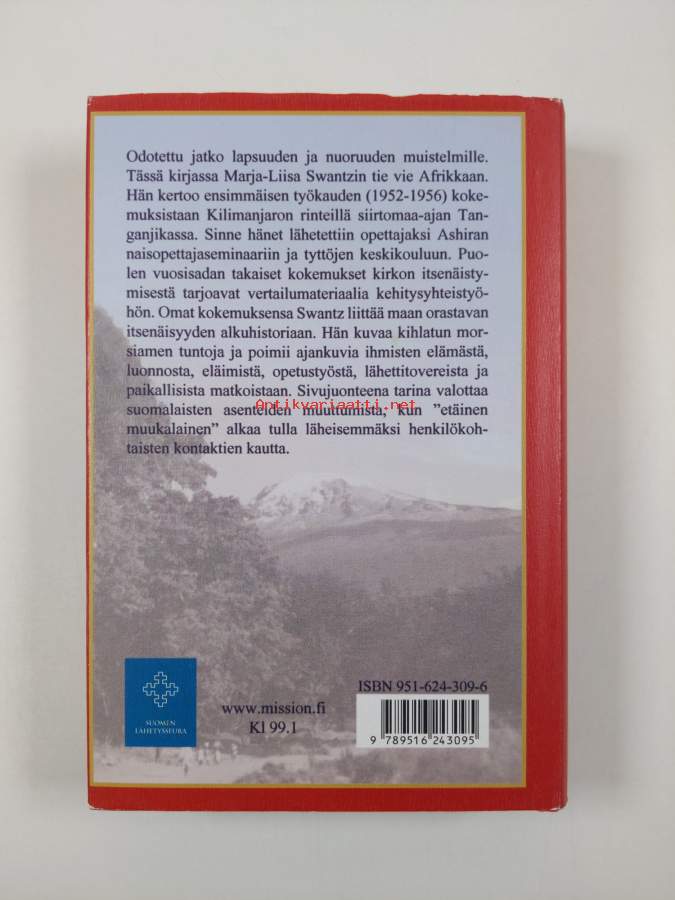 Odotettu jatko lapsuuden ja nuoruuden muistelmille.
Tässä kirjassa Marja-Liisa Swantzin tie vie Afrikkaan.
Hän kertoo ensimmäisen työkauden (1952-1956) koke-
muksistaan Kilimanjaron rinteillä siirtomaa-ajan Tan-
ganjikassa. Sinne hänet lähetettiin opettajaksi Ashiran
naisopettajaseminaariin ja tyttöjen keskikouluun. Puo-
len vuosisadan takaiset kokemukset kirkon itsenäisty-
misestä tarjoavat vertailumateriaalia kehitysyhteistyö-
hön. Omat kokemuksensa Swantz liittää maan orastavan
itsenäisyyden alkuhistoriaan. Hän kuvaa kihlatun mor-
siamen tuntoja ja poimii ajankuvia ihmisten elämästä,
luonnosta, eläimistä, opetustyöstä, lähettitovereista ja
paikallisista matkoistaan. Sivujuonteena tarina valottaa
Antikvariaatti.net
suomalaisten asenteiden muuttumista, kun ”etäinen
muukalainen” alkaa tulla läheisemmäksi henkilökoh-
taisten kontaktien kautta.
SUOMEN
LÄHETYSSEURA
www.mission.fi
Kl 99.1
ISBN 951-624-309-6
9 789516 243095